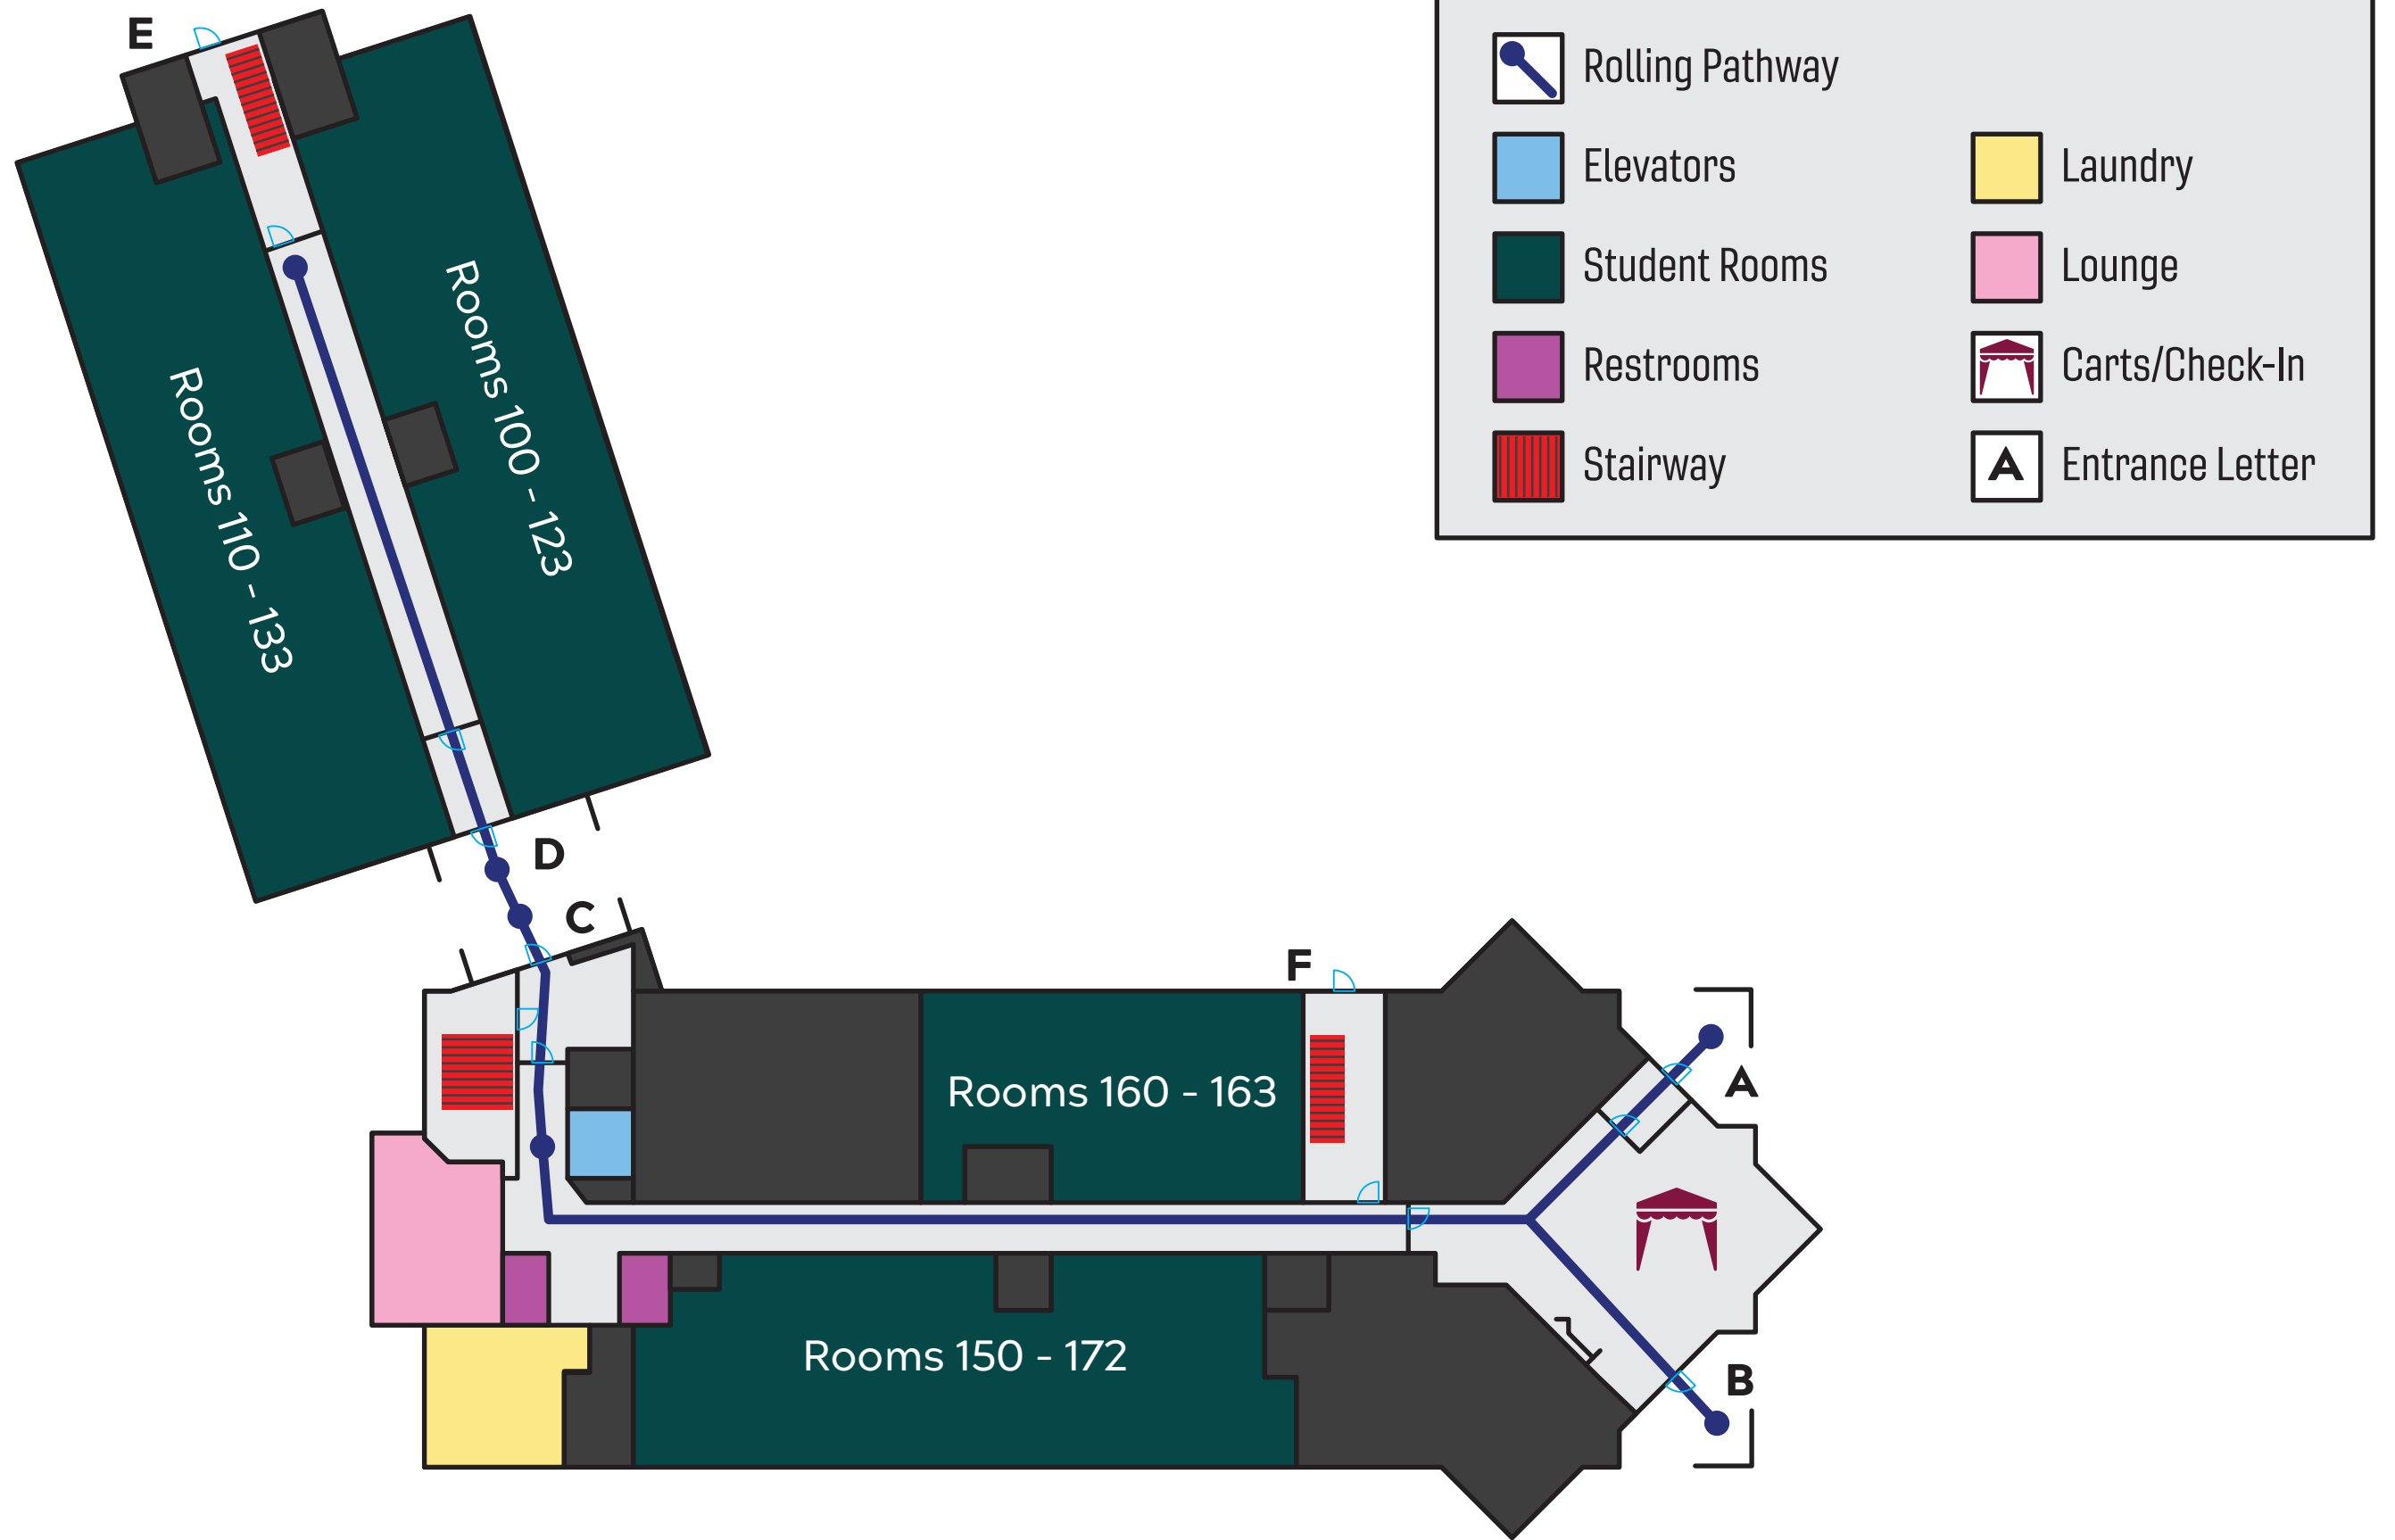 E
Rolling Pathway
Elevators
Laundry
Student Rooms
Lounge
Restrooms
Carts/Check-In
Stairway
A
Entrance Letter
Rooms 100 - 123
Rooms 110 - 133
D
C
F
A
Rooms 160 - 163
Rooms 150 - 172
B